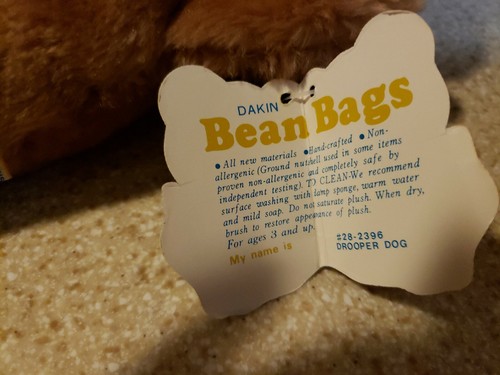 DAKIN
Bean Bags
• All new materials • Hand-crafted • Non-
allergenic (Ground nutshell used in some items
proven non-allergenic and completely safe by
independent testing). TO CLEAN-We recommend
surface washing with damp sponge, warm water
and mild soap. Do not saturate plush. When dry,
brush to restore appearance of plush.
For ages 3 and up.
My name is
#28-2396
DROOPER DOG